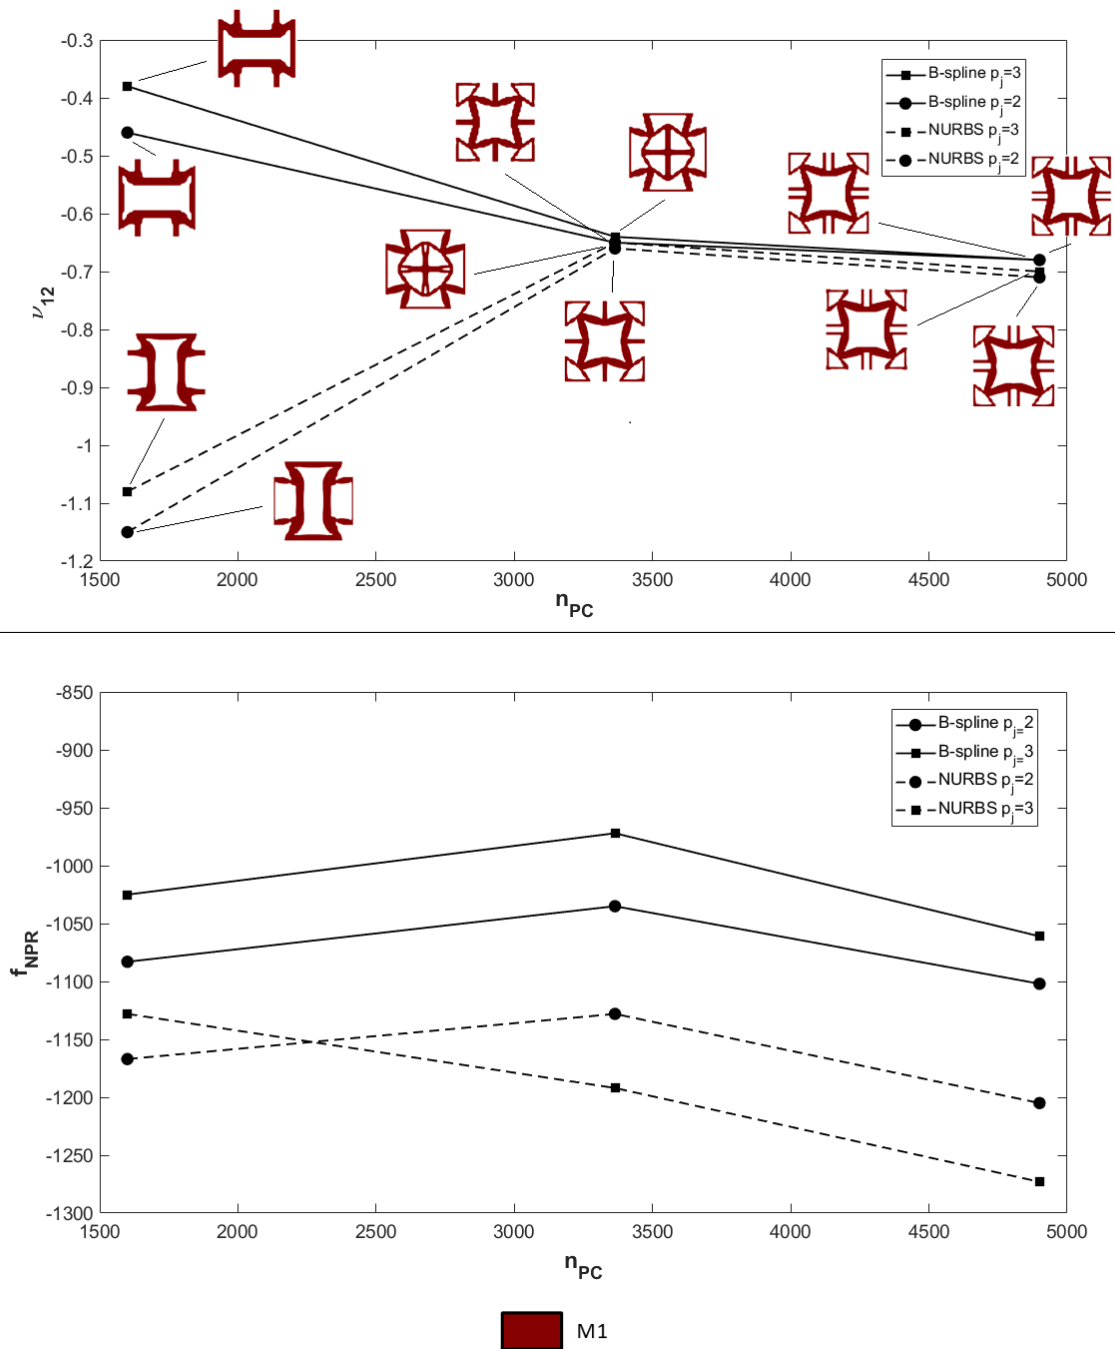 -0.3
-0.4
-0.5
-0.6
-0.7
-0.8
-0.9
-1
-1.1
-1.2
ν12
B-spline pj=3
B-spline pj=2
NURBS pj=3
NURBS pj=2
1500 2000 2500 3000 3500 4000 4500 5000
nPC
-850
-900
-950
-1000
-1050
-1100
-1150
-1200
-1250
-1300
fNPR
B-spline pj=2
B-spline pj=3
NURBS pj=2
NURBS pj=3
1500 2000 2500 3000 3500 4000 4500 5000
nPC
M1